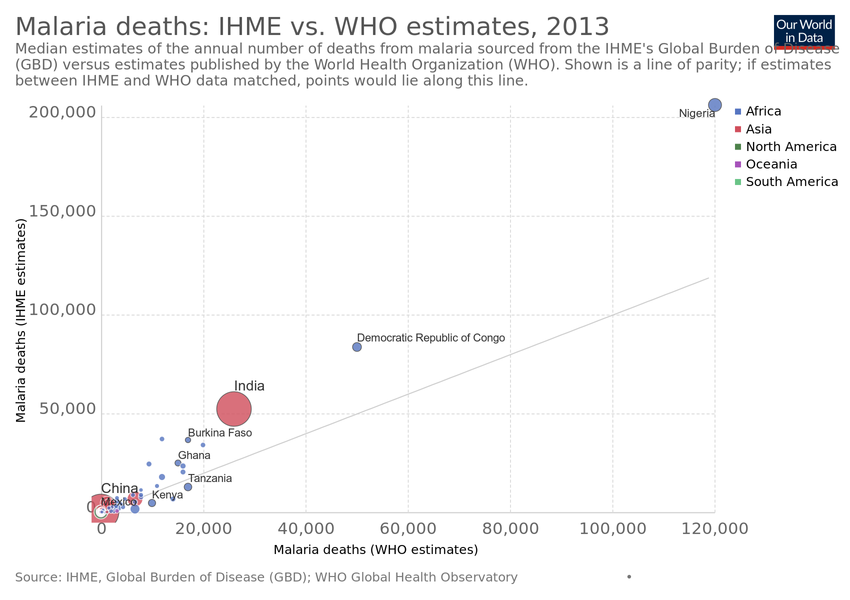 Malaria deaths: IHME vs. WHO estimates, 2013
Our World
in Data
Median estimates of the annual number of deaths from malaria sourced from the IHME's Global Burden of Disease
(GBD) versus estimates published by the World Health Organization (WHO). Shown is a line of parity; if estimates
between IHME and WHO data matched, points would lie along this line.
200,000
150,000
100,000
50,000
0
Malaria deaths (IHME estimates)
Nigeria
Africa
Asia
North America
Oceania
South America
Democratic Republic of Congo
India
Burkina Faso
Ghana
Tanzania
China
Kenya
Mexico
0
20,000
40,000
60,000
80,000
100,000
120,000
Malaria deaths (WHO estimates)
Source: IHME, Global Burden of Disease (GBD); WHO Global Health Observatory